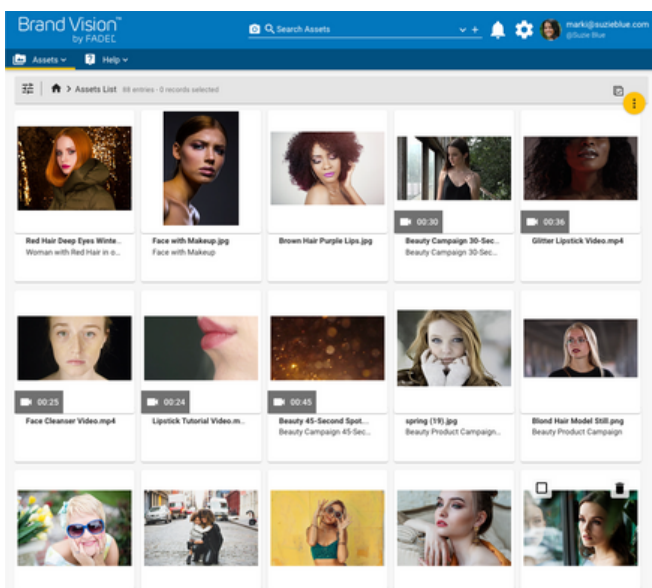 Brand Vision™
by FADEL
Search Assets
marki@suzieblue.com
@Suzie Blue
Assets
Help
Assets List 88 entries - 0 records selected
00:30
00:36
Red Hair Deep Eyes Winte...
Woman with Red Hair in o...
Face with Makeup.jpg
Face with Makeup
Brown Hair Purple Lips.jpg
Beauty Campaign 30-Sec...
Beauty Campaign 30-Sec...
Glitter Lipstick Video.mp4
00:25
00:24
00:45
Face Cleanser Video.mp4
Lipstick Tutorial Video.m...
Beauty 45-Second Spot...
Beauty Campaign 45-Sec...
spring (19).jpg
Beauty Product Campaign...
Blond Hair Model Still.png
Beauty Product Campaign